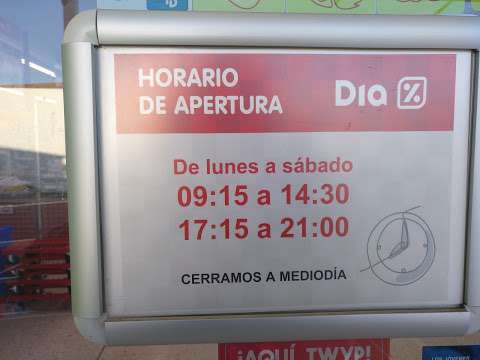 HORARIO
DE APERTURA
Dia %
De lunes a sábado
09:15 a 14:30
17:15 a 21:00
CERRAMOS A MEDIODÍA
¡AQUÍ TWYP!